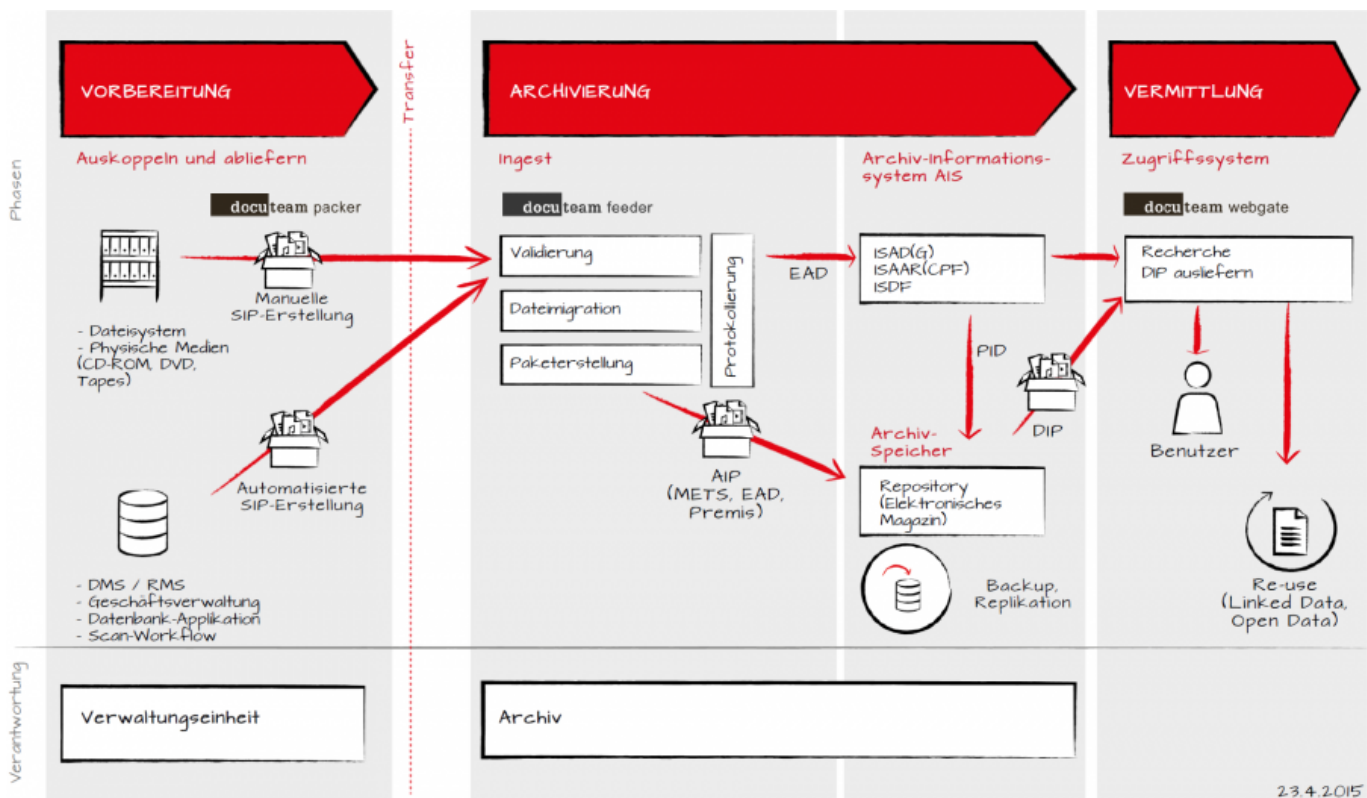 Phasen
VORBEREITUNG
Auskoppeln und abliefern
docuteam packer
Manuelle
SIP-Erstellung
- Dateisystem
- Physische Medien
(CD-ROM, DVD,
Tapes)
Automatisierte
SIP-Erstellung
- DMS / RMS
- Geschäftsverwaltung
- Datenbank-Applikation
- Scan-Workflow
Transfer
ARCHIVIERUNG
Ingest
docuteam feeder
Validierung
Dateimigration
Paketerstellung
Protokollierung
AIP
(METS, EAD,
Premis)
EAD
Archiv-Informations-
system AIS
ISAD(G)
ISAAR(CPF)
ISDF
PID
DIP
Archiv-
Speicher
Repository
(Elektronisches
Magazin)
Backup,
Replikation
VERMITTLUNG
Zugriffssystem
docuteam webgate
Recherche
DIP ausliefern
Benutzer
Re-use
(Linked Data,
Open Data)
Verantwortung
Verwaltungseinheit
Archiv
23.4.2015